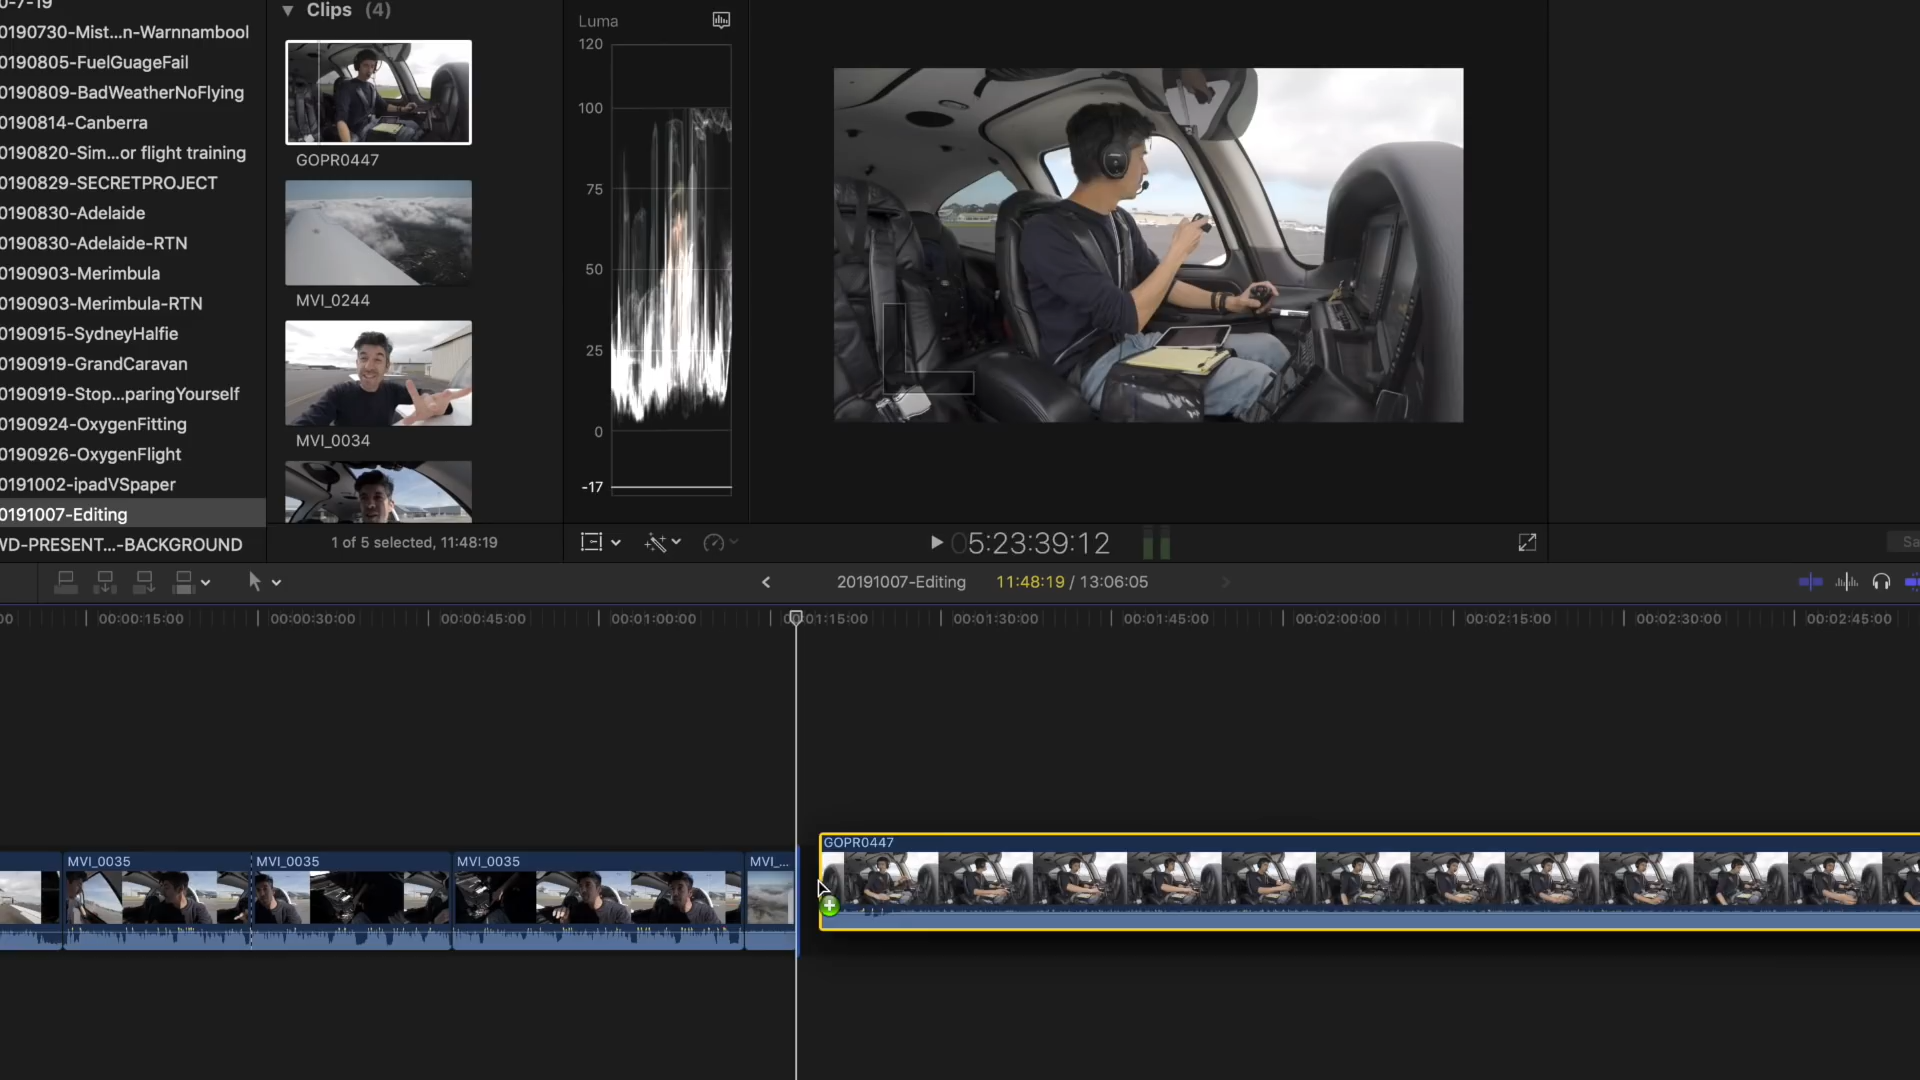 0-7-19
0190730-Mist...n-Warnnambool
0190805-FuelGuageFail
0190809-BadWeatherNoFlying
0190814-Canberra
0190820-Sim...or flight training
0190829-SECRETPROJECT
0190830-Adelaide
0190830-Adelaide-RTN
0190903-Merimbula
0190903-Merimbula-RTN
0190915-SydneyHalfie
0190919-GrandCaravan
0190919-Stop...paringYourself
0190924-OxygenFitting
0190926-OxygenFlight
0191002-ipadVSpaper
0191007-Editing
WD-PRESENT...-BACKGROUND
Clips (4)
GOPR0447
MVI_0244
MVI_0034
1 of 5 selected, 11:48:19
Luma
120
100
75
50
25
0
-17
05:23:39:12
Sa
20191007-Editing 11:48:19 / 13:06:05
00 00:00:15:00 00:00:30:00 00:00:45:00 00:01:00:00 00:01:15:00 00:01:30:00 00:01:45:00 00:02:00:00 00:02:15:00 00:02:30:00 00:02:45:00
GOPR0447
MVI_0035 MVI_0035 MVI_0035 MVI_...